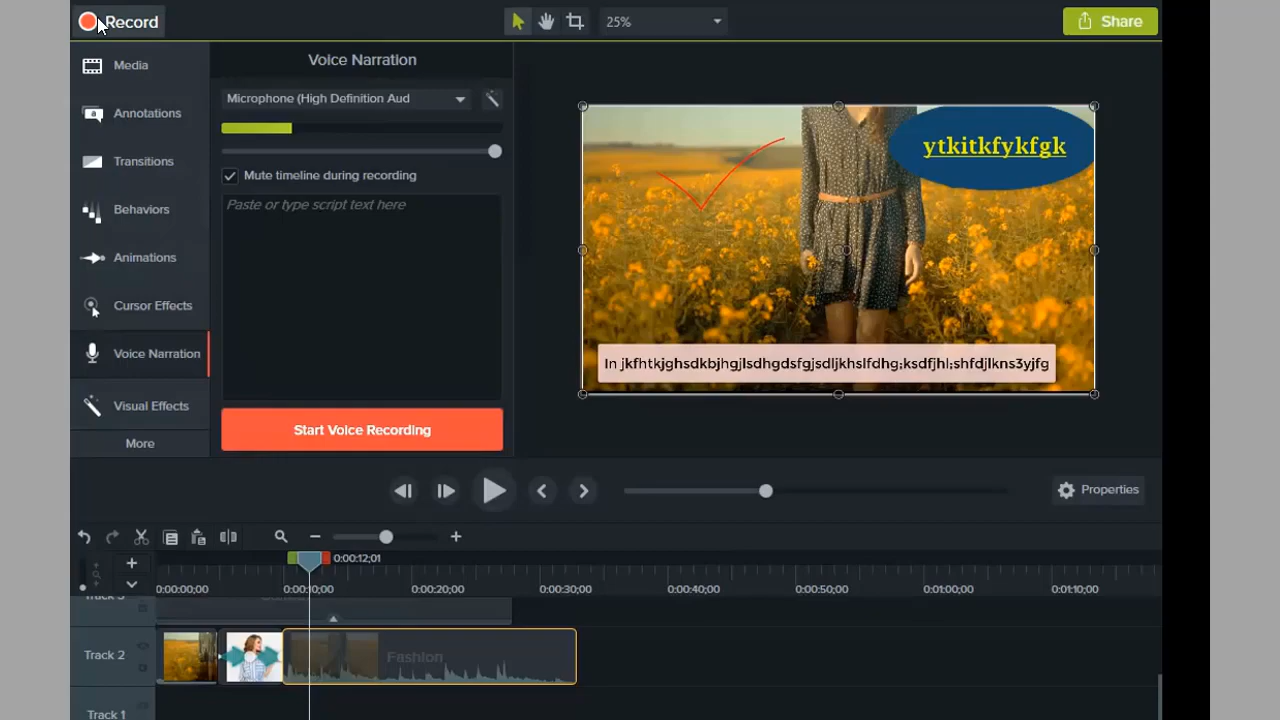 Record
25%
Share
Media
Annotations
Transitions
Behaviors
Animations
Cursor Effects
Voice Narration
Visual Effects
More
Voice Narration
Microphone (High Definition Aud
Mute timeline during recording
Paste or type script text here
Start Voice Recording
ytkitkfykfgk
In jkfhtkjghsdkbjhgjlsdhgdsfgjsdljkhslfdhg;ksdfjhl;shfdjlkns3yjfg
Properties
0:00:12;01
0:00:00;00 0:00:10;00 0:00:20;00 0:00:30;00 0:00:40;00 0:00:50;00 0:01:00;00 0:01:10;00
Track 3
Track 2
Fashion
Track 1